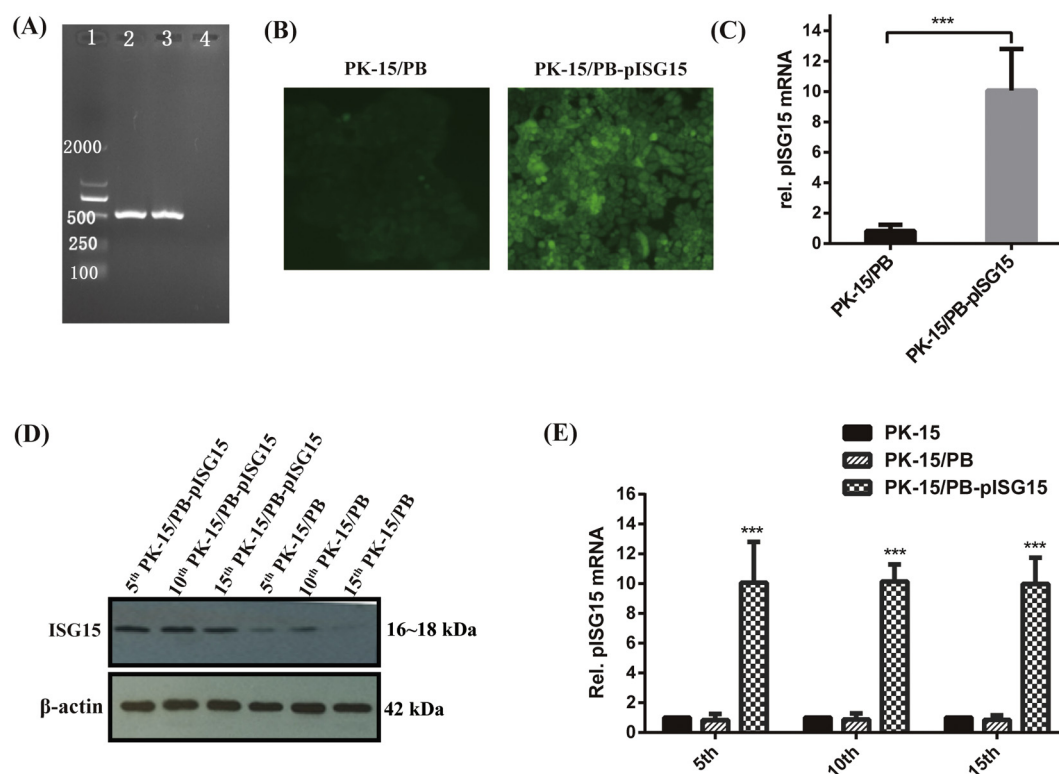 (A)
1 2 3 4
2000
500
250
100
(B)
PK-15/PB
PK-15/PB-pISG15
(C)
***
rel. pISG15 mRNA
14
12
10
8
6
4
2
0
PK-15/PB
PK-15/PB-pISG15
(D)
5th PK-15/PB-pISG15
10th PK-15/PB-pISG15
15th PK-15/PB-pISG15
5th PK-15/PB
10th PK-15/PB
15th PK-15/PB
ISG15
16~18 kDa
β-actin
42 kDa
(E)
PK-15
PK-15/PB
PK-15/PB-pISG15
Rel. pISG15 mRNA
16
14
12
10
8
6
4
2
0
***
***
***
5th
10th
15th